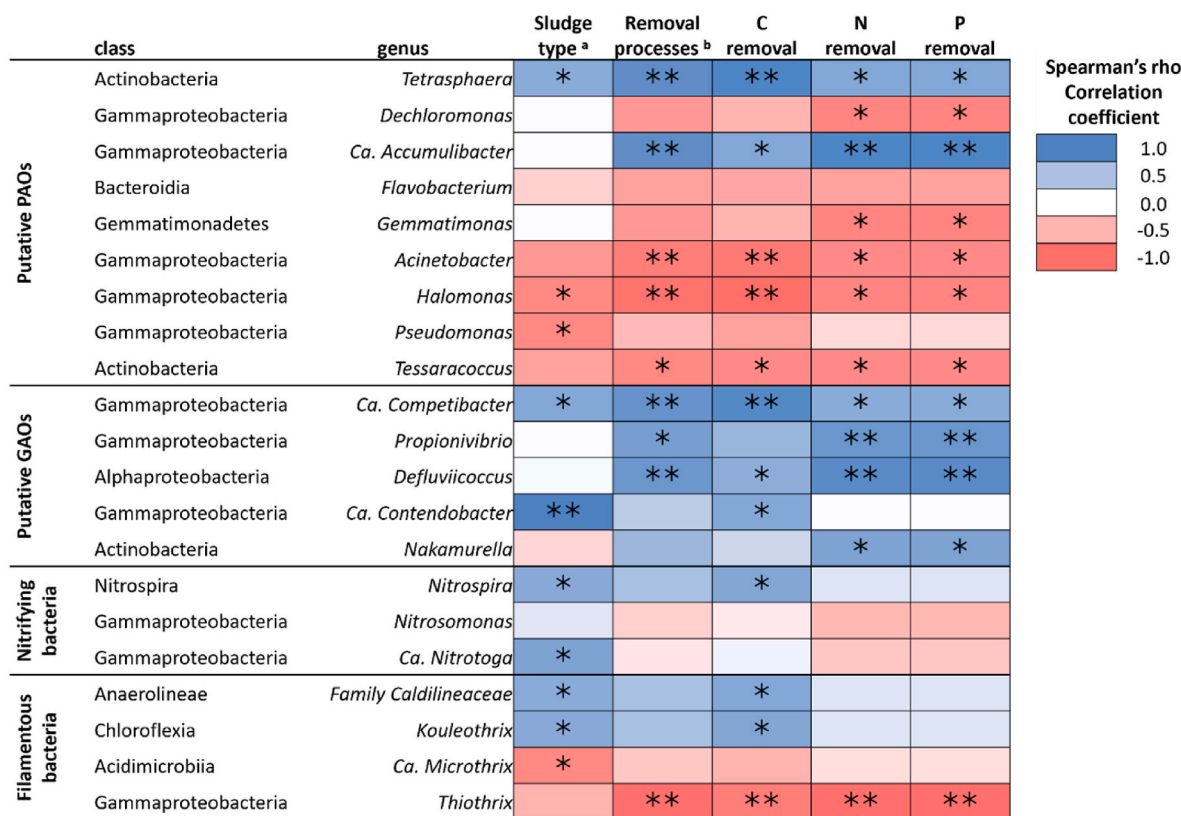 class genus Sludge type ᵃ Removal processes ᵇ C removal N removal P removal
Putative PAOs
Actinobacteria Tetrasphaera * ** ** * *
Gammaproteobacteria Dechloromonas * *
Gammaproteobacteria Ca. Accumulibacter ** * ** **
Bacteroidia Flavobacterium
Gemmatimonadetes Gemmatimonas * *
Gammaproteobacteria Acinetobacter ** ** * *
Gammaproteobacteria Halomonas * ** ** * *
Gammaproteobacteria Pseudomonas *
Actinobacteria Tessaracoccus * * * *
Putative GAOs
Gammaproteobacteria Ca. Competibacter * ** ** * *
Gammaproteobacteria Propionivibrio * ** **
Alphaproteobacteria Defluviicoccus ** * ** **
Gammaproteobacteria Ca. Contendobacter ** *
Actinobacteria Nakamurella * *
Nitrifying bacteria
Nitrospira Nitrospira * *
Gammaproteobacteria Nitrosomonas
Gammaproteobacteria Ca. Nitrotoga *
Filamentous bacteria
Anaerolineae Family Caldilineaceae * *
Chloroflexia Kouleothrix * *
Acidimicrobiia Ca. Microthrix *
Gammaproteobacteria Thiothrix ** ** ** **
Spearman's rho
Correlation
coefficient
1.0
0.5
0.0
-0.5
-1.0